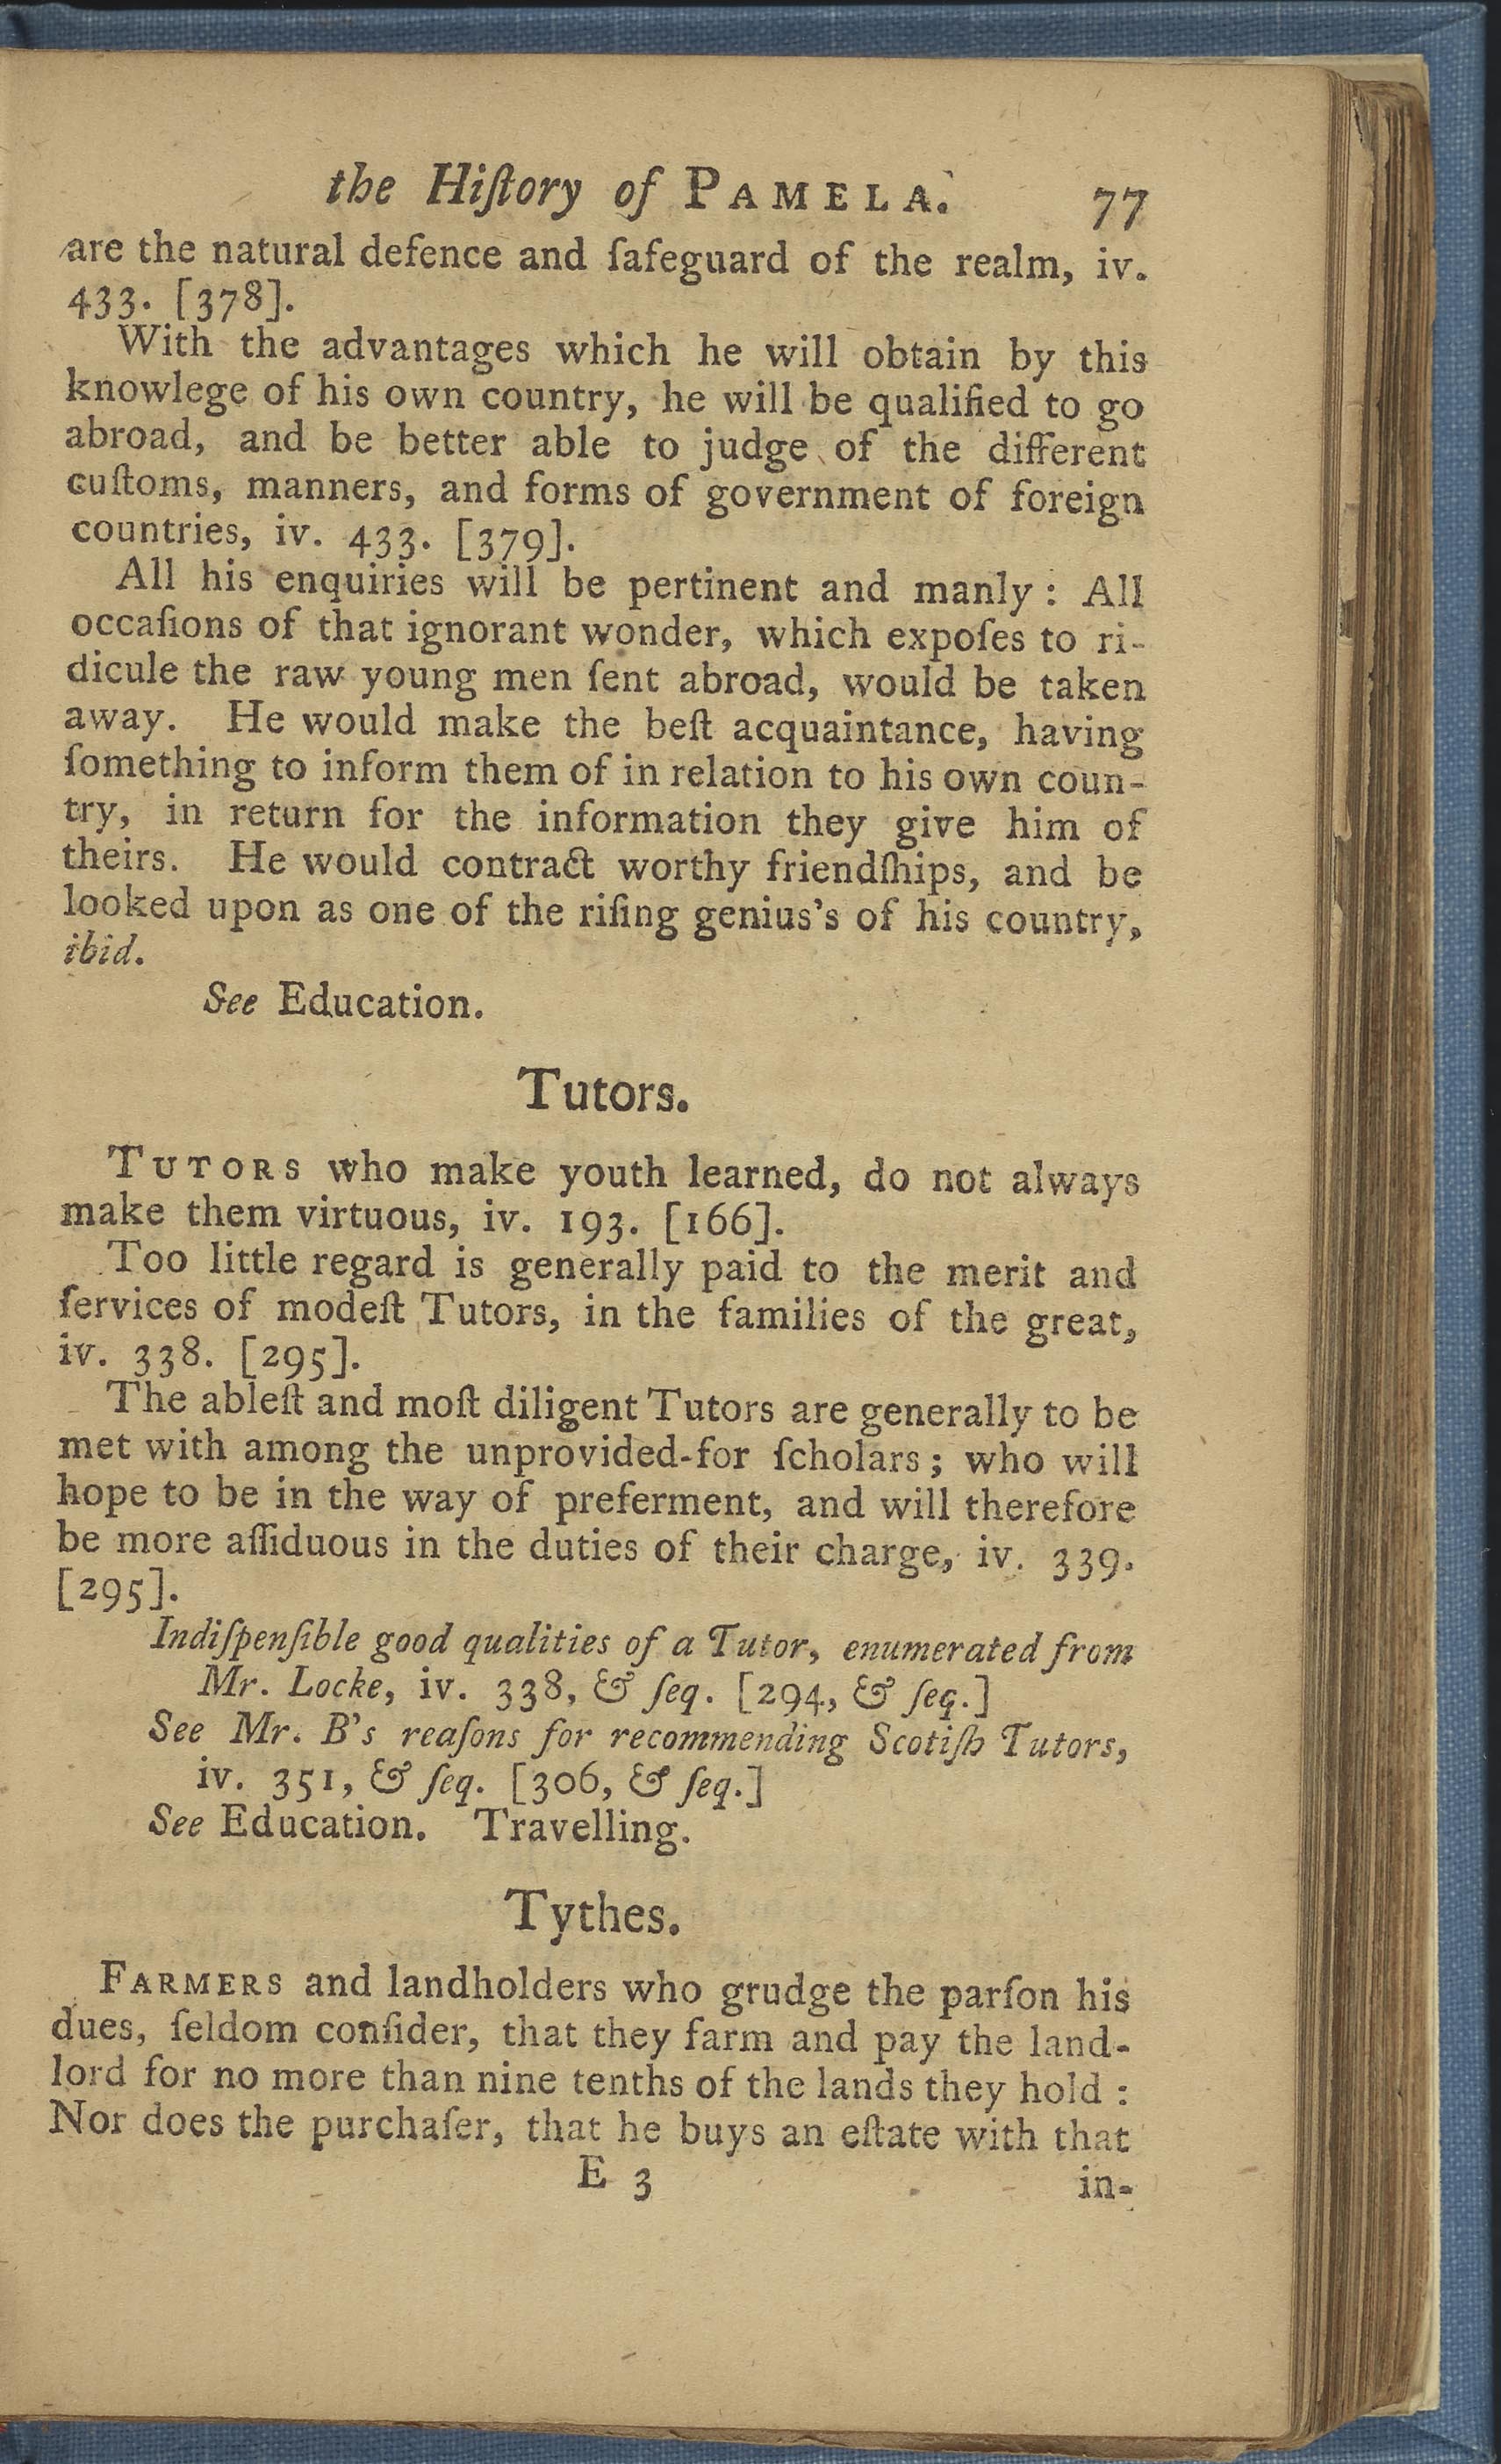 the Hiſtory of PAMELA. 77
are the natural defence and ſafeguard of the realm, iv.
433. [378].
With the advantages which he will obtain by this
knowlege of his own country, he will be qualified to go
abroad, and be better able to judge of the different
cuſtoms, manners, and forms of government of foreign
countries, iv. 433. [379].
All his enquiries will be pertinent and manly : All
occaſions of that ignorant wonder, which expoſes to ri-
dicule the raw young men ſent abroad, would be taken
away. He would make the beſt acquaintance, having
ſomething to inform them of in relation to his own coun-
try, in return for the information they give him of
theirs. He would contract worthy friendſhips, and be
looked upon as one of the riſing genius's of his country,
ibid.
See Education.
Tutors.
TUTORS who make youth learned, do not always
make them virtuous, iv. 193. [166].
Too little regard is generally paid to the merit and
ſervices of modeſt Tutors, in the families of the great,
iv. 338. [295].
The ableſt and moſt diligent Tutors are generally to be
met with among the unprovided-for ſcholars ; who will
hope to be in the way of preferment, and will therefore
be more aſſiduous in the duties of their charge, iv. 339.
[295].
Indiſpenſible good qualities of a Tutor, enumerated from
Mr. Locke, iv. 338, & ſeq. [294, & ſeq.]
See Mr. B's reaſons for recommending Scotiſh Tutors,
iv. 351, & ſeq. [306, & ſeq.]
See Education. Travelling.
Tythes.
FARMERS and landholders who grudge the parſon his
dues, ſeldom conſider, that they farm and pay the land-
lord for no more than nine tenths of the lands they hold :
Nor does the purchaſer, that he buys an eſtate with that
E 3 in-